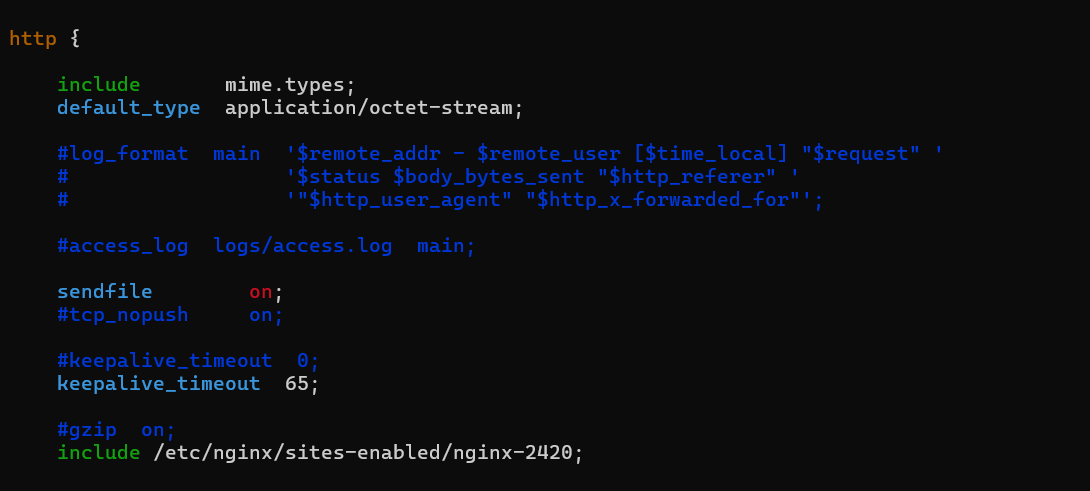 http {
    include       mime.types;
    default_type  application/octet-stream;
    #log_format  main  '$remote_addr - $remote_user [$time_local] "$request" '
    #                  '$status $body_bytes_sent "$http_referer" '
    #                  '"$http_user_agent" "$http_x_forwarded_for"';
    #access_log  logs/access.log  main;
    sendfile        on;
    #tcp_nopush     on;
    #keepalive_timeout  0;
    keepalive_timeout  65;
    #gzip  on;
    include /etc/nginx/sites-enabled/nginx-2420;